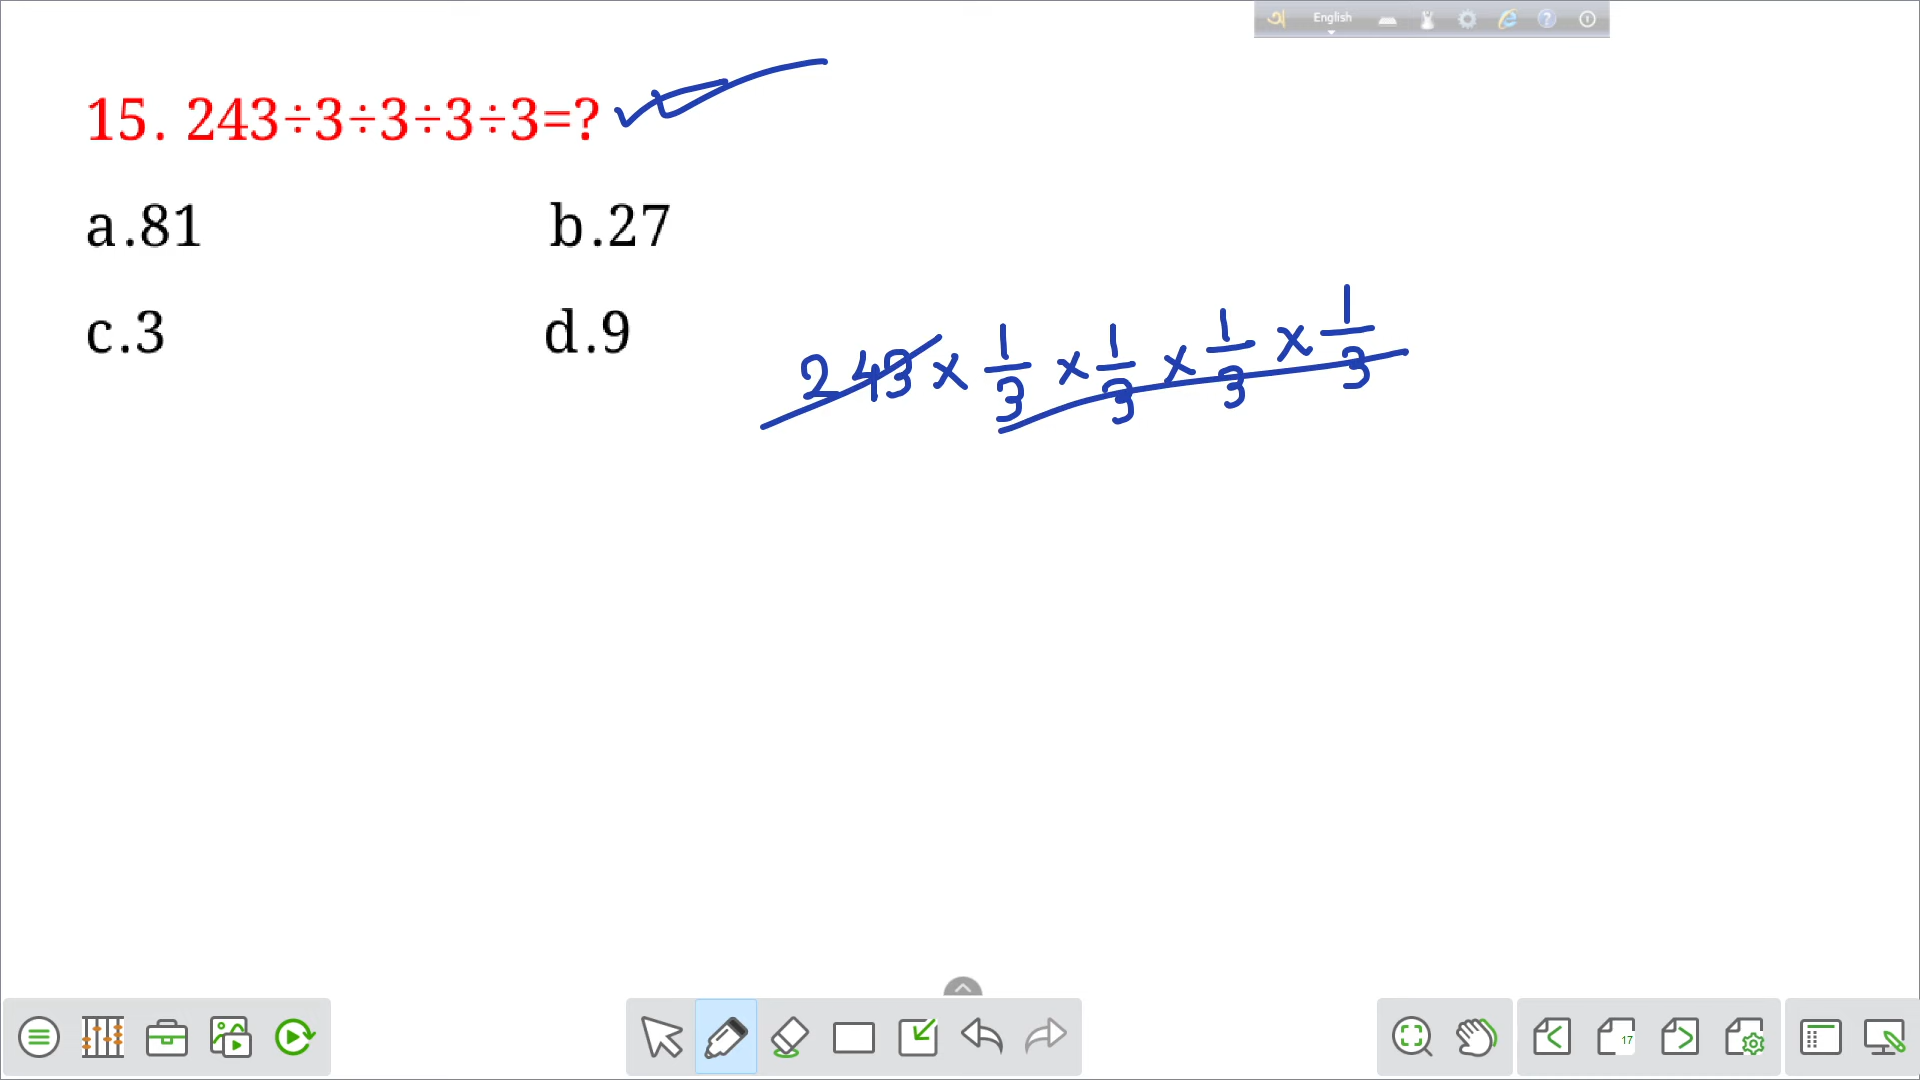 অ English
15. 243÷3÷3÷3÷3=?
a.81 b.27
c.3 d.9
243 × 1/3 × 1/3 × 1/3 × 1/3
17